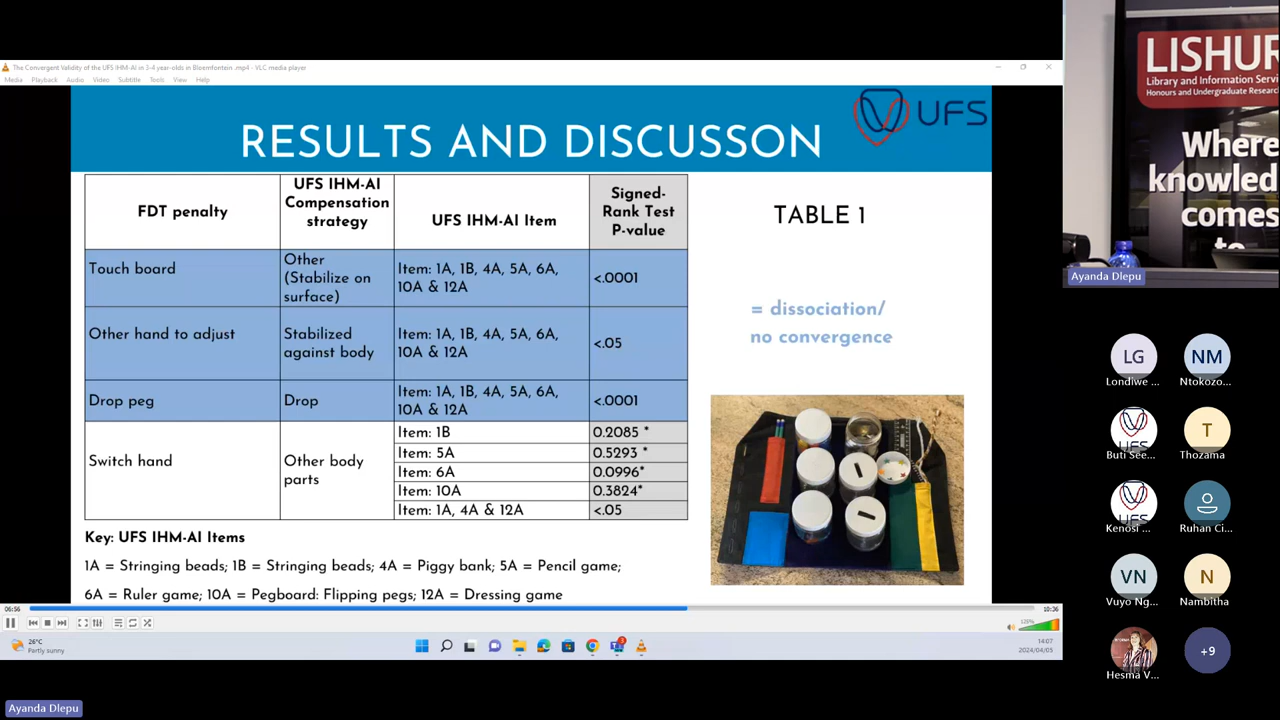 The Convergent Validity of the UFS IHM-AI in 3-4 year-olds in Bloemfontein .mp4 - VLC media player
Media Playback Audio Video Subtitle Tools View Help
UFS
RESULTS AND DISCUSSON
FDT penalty
UFS IHM-AI
Compensation
strategy
UFS IHM-AI Item
Signed-
Rank Test
P-value
Touch board
Other
(Stabilize on
surface)
Item: 1A, 1B, 4A, 5A, 6A,
10A & 12A
<.0001
Other hand to adjust
Stabilized
against body
Item: 1A, 1B, 4A, 5A, 6A,
10A & 12A
<.05
Drop peg
Drop
Item: 1A, 1B, 4A, 5A, 6A,
10A & 12A
<.0001
Switch hand
Other body
parts
Item: 1B
0.2085 *
Item: 5A
0.5293 *
Item: 6A
0.0996*
Item: 10A
0.3824*
Item: 1A, 4A & 12A
<.05
TABLE 1
= dissociation/
no convergence
Key: UFS IHM-AI Items
1A = Stringing beads; 1B = Stringing beads; 4A = Piggy bank; 5A = Pencil game;
6A = Ruler game; 10A = Pegboard: Flipping pegs; 12A = Dressing game
06:56
10:36
125%
26°C
Partly sunny
14:07
2024/04/05
Ayanda Dlepu
LISHUR
Library and Information Servi
Honours and Undergraduate Researc
Where
knowled
comes
to
Ayanda Dlepu
LG
Londiwe ...
NM
Ntokozo...
UFS
Buti See...
T
Thozama
UFS
Kenosi ...
Ruhan Ci...
VN
Vuyo Ng...
N
Nambitha
Hesma V...
+9